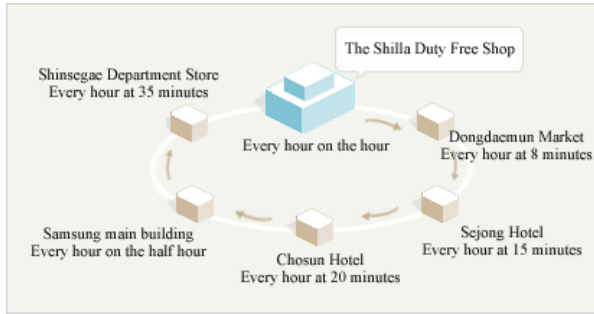 The Shilla Duty Free Shop
Shinsegae Department Store
Every hour at 35 minutes
Every hour on the hour
Dongdaemun Market
Every hour at 8 minutes
Samsung main building
Every hour on the half hour
Sejong Hotel
Every hour at 15 minutes
Chosun Hotel
Every hour at 20 minutes